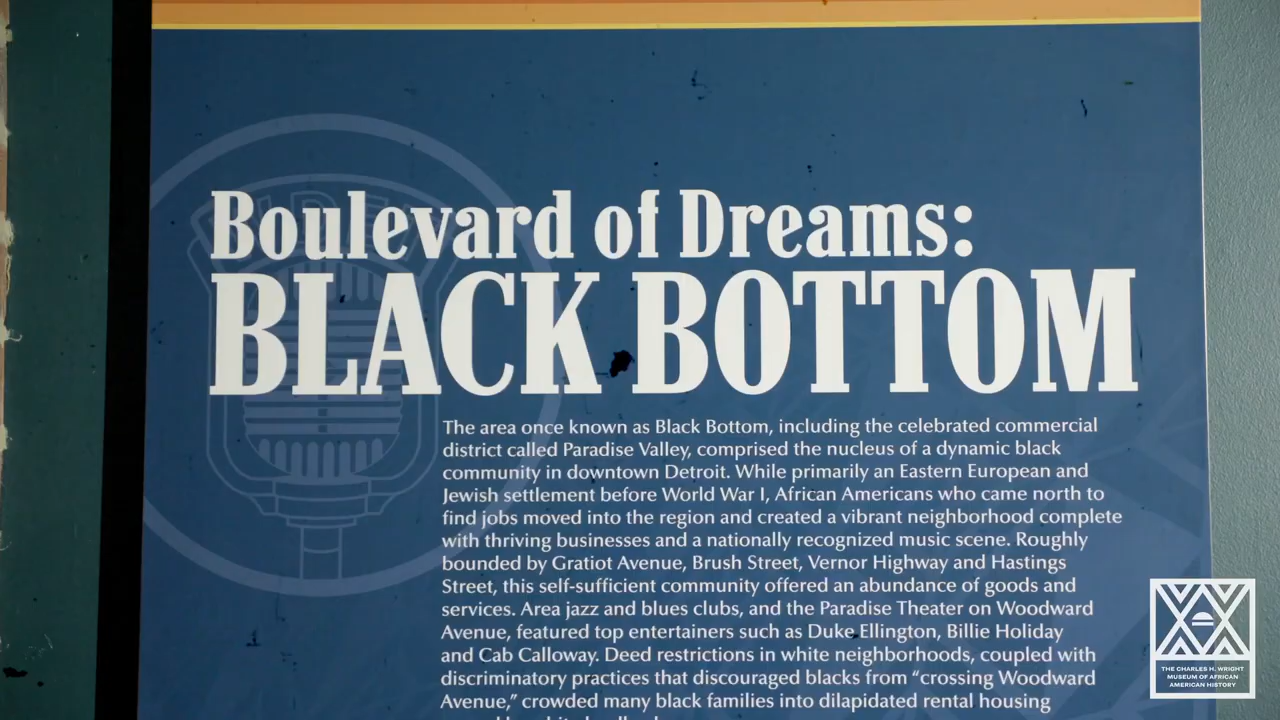 Boulevard of Dreams:
BLACK BOTTOM
The area once known as Black Bottom, including the celebrated commercial
district called Paradise Valley, comprised the nucleus of a dynamic black
community in downtown Detroit. While primarily an Eastern European and
Jewish settlement before World War I, African Americans who came north to
find jobs moved into the region and created a vibrant neighborhood complete
with thriving businesses and a nationally recognized music scene. Roughly
bounded by Gratiot Avenue, Brush Street, Vernor Highway and Hastings
Street, this self-sufficient community offered an abundance of goods and
services. Area jazz and blues clubs, and the Paradise Theater on Woodward
Avenue, featured top entertainers such as Duke Ellington, Billie Holiday
and Cab Calloway. Deed restrictions in white neighborhoods, coupled with
discriminatory practices that discouraged blacks from “crossing Woodward
Avenue,” crowded many black families into dilapidated rental housing
THE CHARLES H. WRIGHT
MUSEUM OF AFRICAN
AMERICAN HISTORY